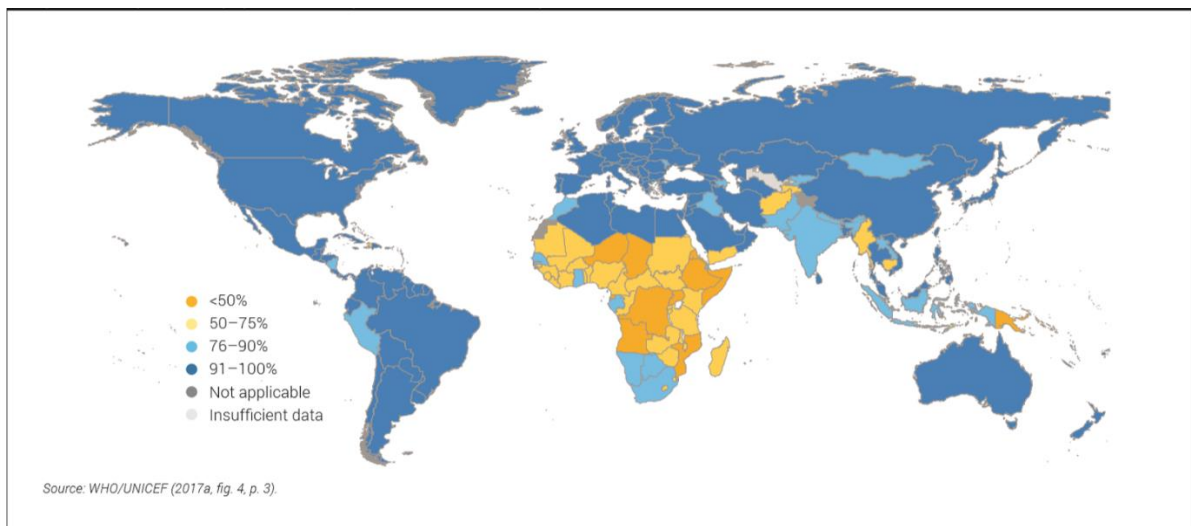 <50%
50–75%
76–90%
91–100%
Not applicable
Insufficient data
Source: WHO/UNICEF (2017a, fig. 4, p. 3).